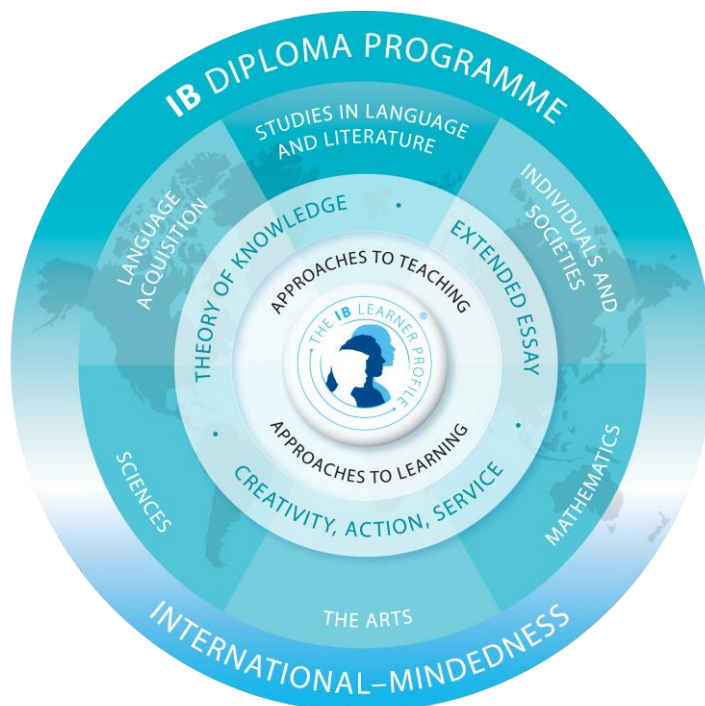 IB DIPLOMA PROGRAMME
STUDIES IN LANGUAGE
AND LITERATURE
LANGUAGE
ACQUISITION
INDIVIDUALS AND
SOCIETIES
THEORY OF KNOWLEDGE
EXTENDED ESSAY
APPROACHES TO TEACHING
THE IB LEARNER PROFILE
®
APPROACHES TO LEARNING
CREATIVITY, ACTION, SERVICE
SCIENCES
MATHEMATICS
THE ARTS
INTERNATIONAL–MINDEDNESS